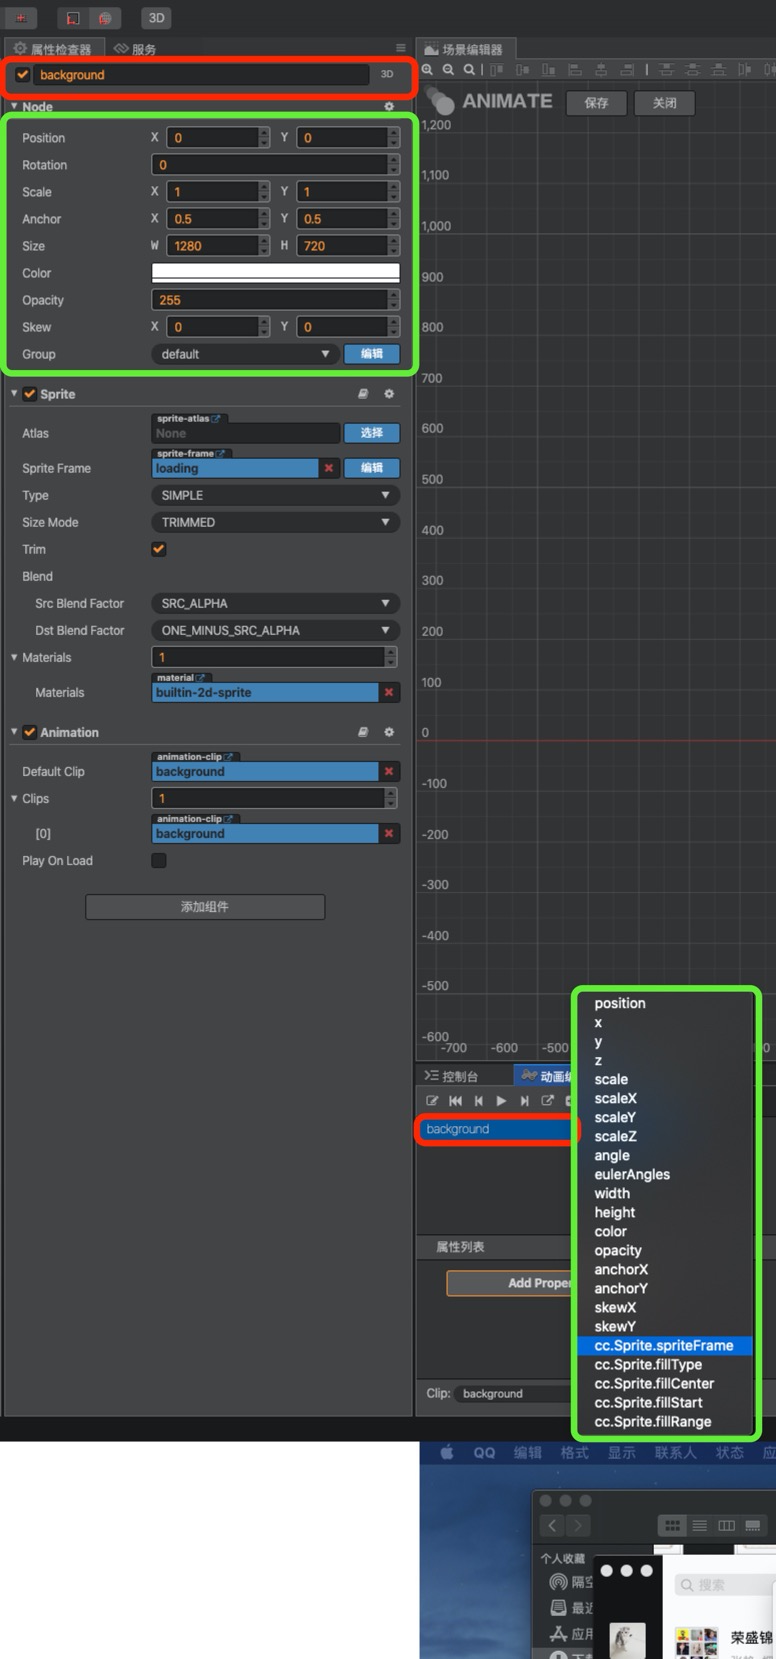 3D
属性检查器 服务
background 3D
Node
Position X 0 Y 0
Rotation 0
Scale X 1 Y 1
Anchor X 0.5 Y 0.5
Size W 1280 H 720
Color
Opacity 255
Skew X 0 Y 0
Group default 编辑
Sprite
sprite-atlas
Atlas None 选择
sprite-frame
Sprite Frame loading 编辑
Type SIMPLE
Size Mode TRIMMED
Trim
Blend
Src Blend Factor SRC_ALPHA
Dst Blend Factor ONE_MINUS_SRC_ALPHA
Materials 1
material
Materials builtin-2d-sprite
Animation
animation-clip
Default Clip background
Clips 1
animation-clip
[0] background
Play On Load
添加组件
场景编辑器
ANIMATE 保存 关闭
1,200
1,100
1,000
900
800
700
600
500
400
300
200
100
0
-100
-200
-300
-400
-500
-600
-700 -600 -500
控制台 动画编
background
属性列表
Add Proper
Clip: background
position
x
y
z
scale
scaleX
scaleY
scaleZ
angle
eulerAngles
width
height
color
opacity
anchorX
anchorY
skewX
skewY
cc.Sprite.spriteFrame
cc.Sprite.fillType
cc.Sprite.fillCenter
cc.Sprite.fillStart
cc.Sprite.fillRange
QQ 编辑 格式 显示 联系人 状态 应
个人收藏
隔空
最近
应用
搜索
荣盛锦